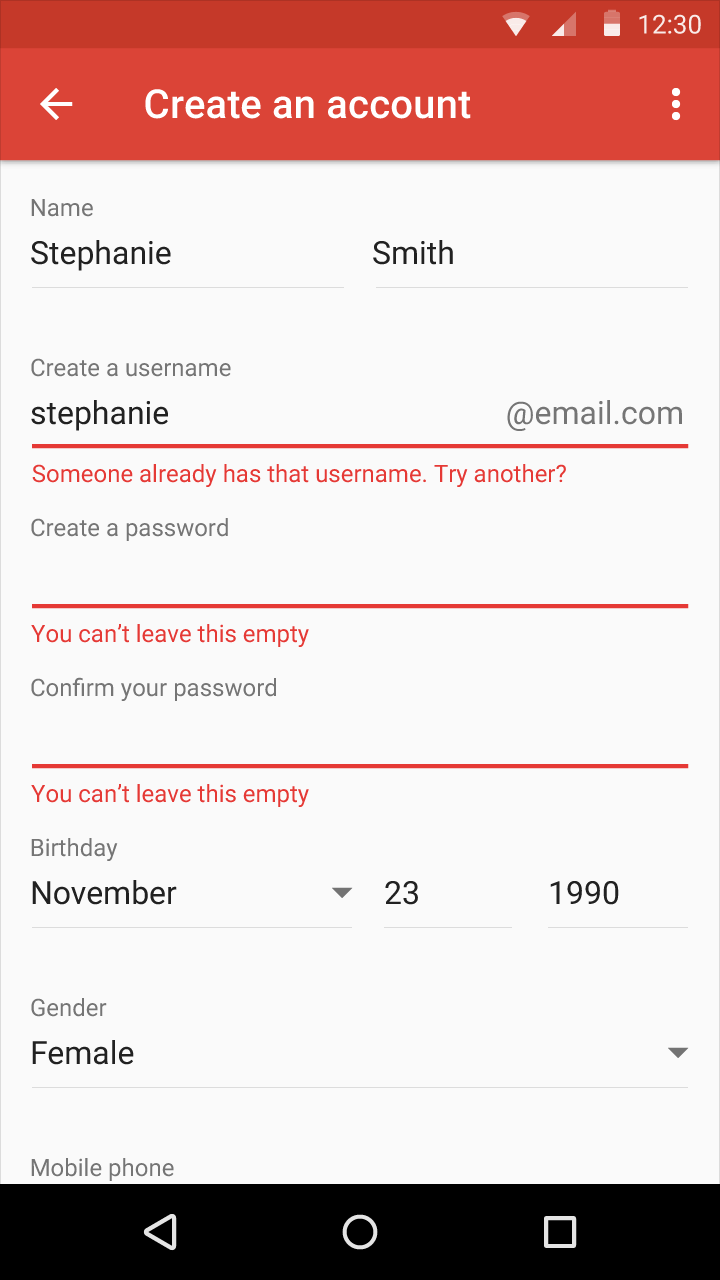 12:30
Create an account
Name
Stephanie Smith
Create a username
stephanie @email.com
Someone already has that username. Try another?
Create a password
You can’t leave this empty
Confirm your password
You can’t leave this empty
Birthday
November 23 1990
Gender
Female
Mobile phone